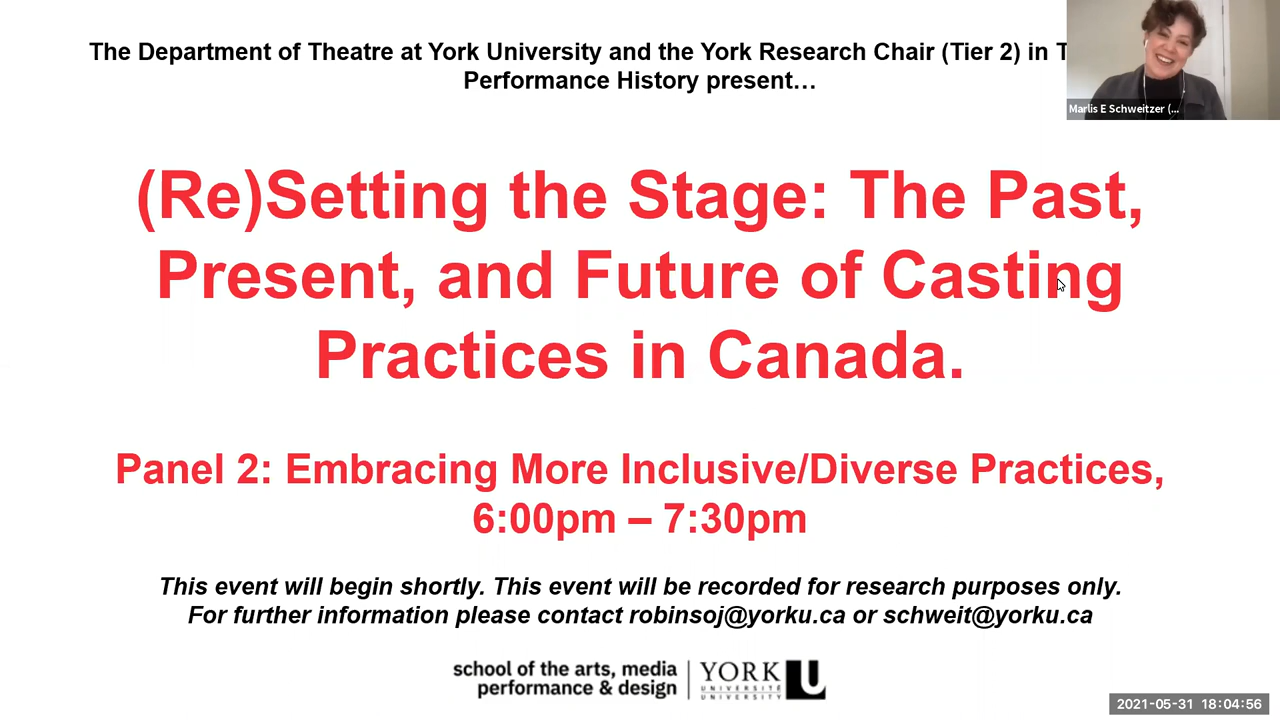 The Department of Theatre at York University and the York Research Chair (Tier 2) in T
Performance History present…
Marlis E Schweitzer (...
(Re)Setting the Stage: The Past,
Present, and Future of Casting
Practices in Canada.
Panel 2: Embracing More Inclusive/Diverse Practices,
6:00pm – 7:30pm
This event will begin shortly. This event will be recorded for research purposes only.
For further information please contact robinsoj@yorku.ca or schweit@yorku.ca
school of the arts, media
performance & design
YORK U
UNIVERSITÉ
UNIVERSITY
2021-05-31 18:04:56